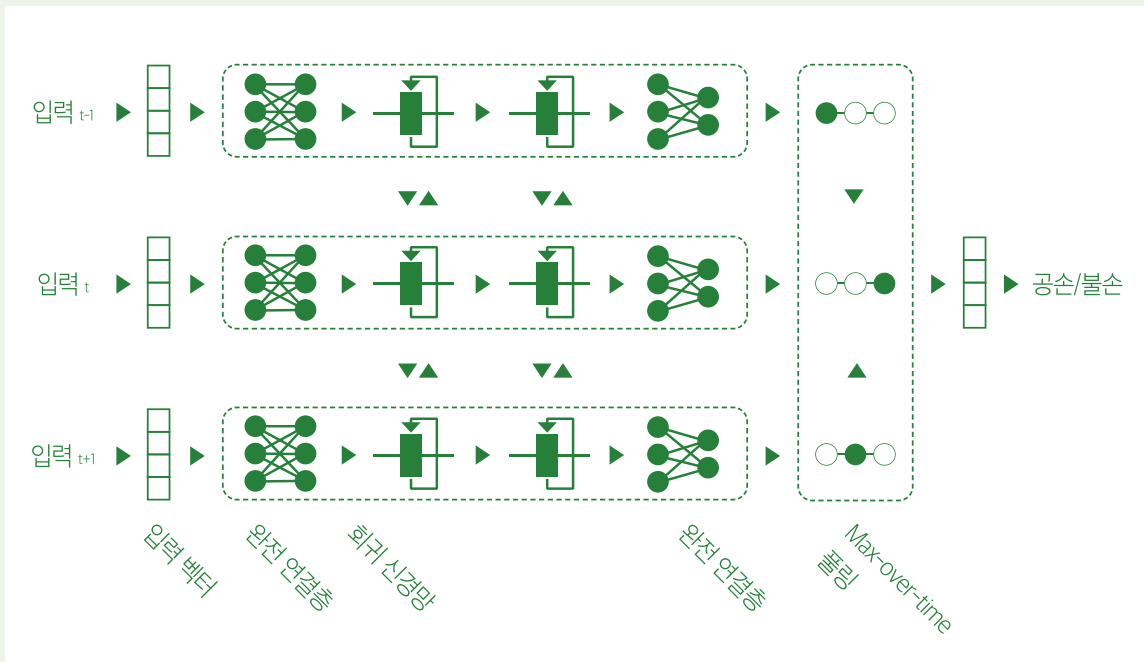 입력 t-1
입력 t
공손/불손
입력 t+1
입력 벡터
완전 연결층
회귀 신경망
완전 연결층
Max-over-time
풀링